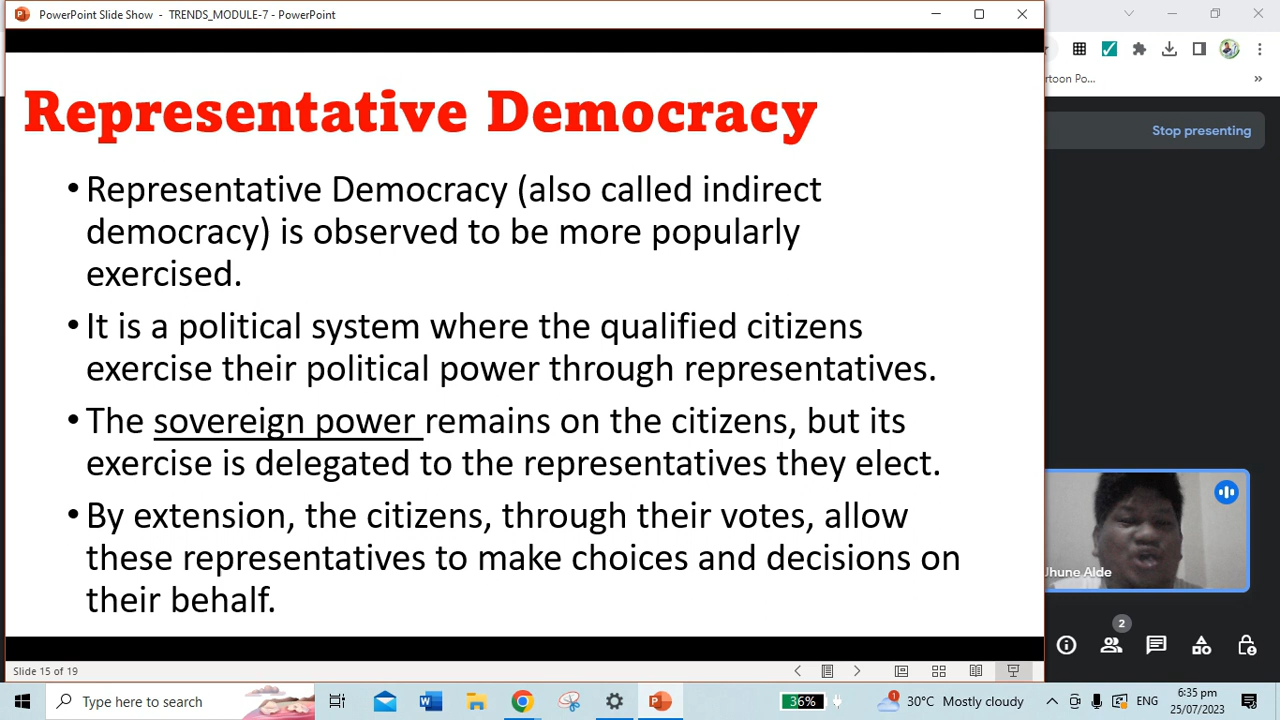 PowerPoint Slide Show - TRENDS_MODULE-7 - PowerPoint
Representative Democracy
• Representative Democracy (also called indirect
democracy) is observed to be more popularly
exercised.
• It is a political system where the qualified citizens
exercise their political power through representatives.
• The sovereign power remains on the citizens, but its
exercise is delegated to the representatives they elect.
• By extension, the citizens, through their votes, allow
these representatives to make choices and decisions on
their behalf.
Slide 15 of 19
rtoon Po...
Stop presenting
Jhune Alde
2
Type here to search
36%
1
30°C Mostly cloudy
ENG
6:35 pm
25/07/2023